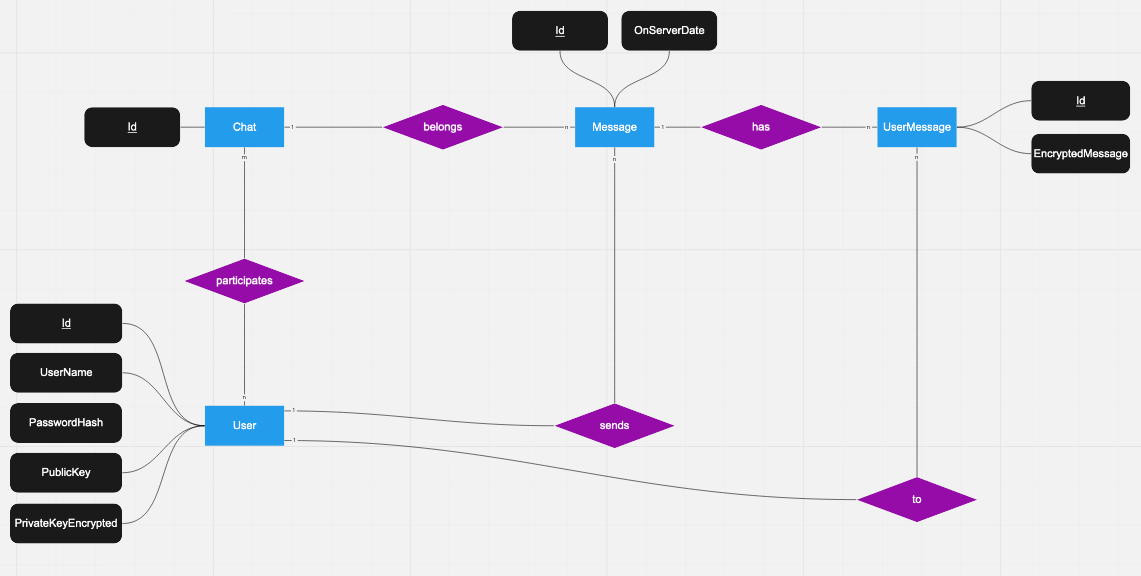 Id
OnServerDate
Id
Chat
1
belongs
n
Message
1
has
n
UserMessage
Id
EncryptedMessage
m
n
n
participates
Id
UserName
PasswordHash
PublicKey
PrivateKeyEncrypted
n
User
1
1
sends
to